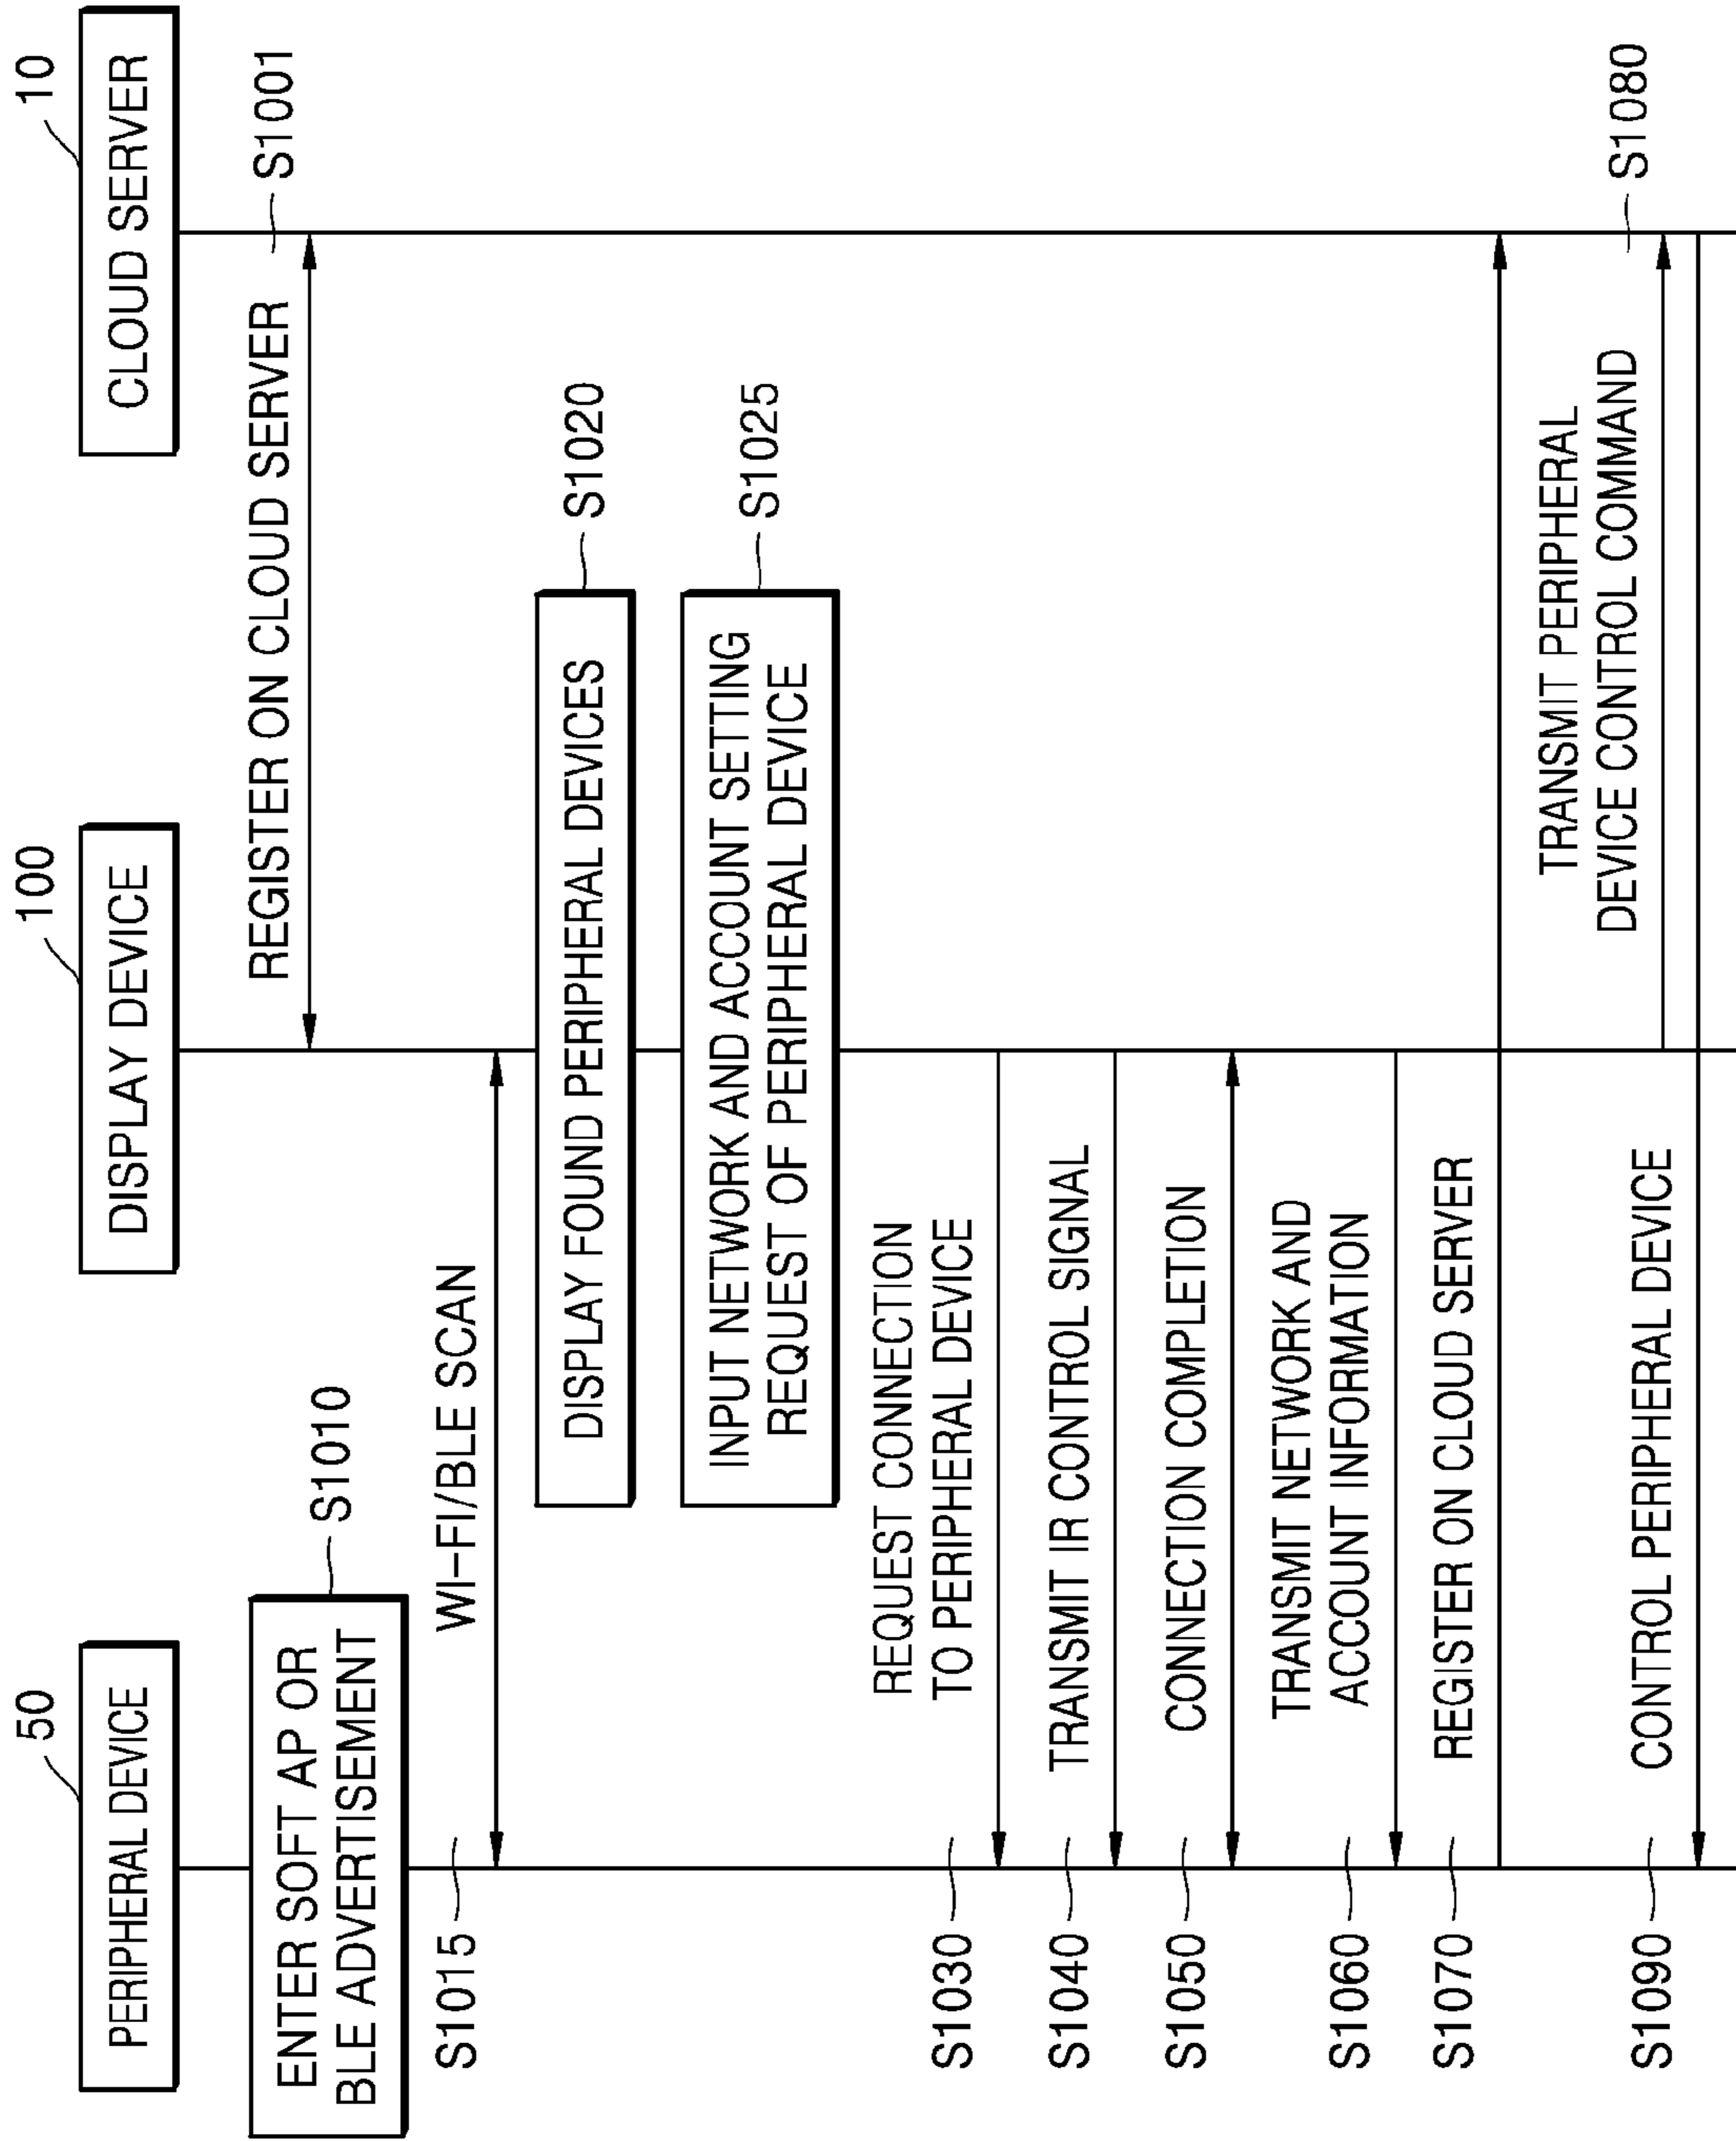 50
PERIPHERAL DEVICE
100
DISPLAY DEVICE
10
CLOUD SERVER
REGISTER ON CLOUD SERVER
S1001
ENTER SOFT AP OR
BLE ADVERTISEMENT
S1010
S1015
WI-FI/BLE SCAN
DISPLAY FOUND PERIPHERAL DEVICES
S1020
INPUT NETWORK AND ACCOUNT SETTING
REQUEST OF PERIPHERAL DEVICE
S1025
REQUEST CONNECTION
TO PERIPHERAL DEVICE
S1030
TRANSMIT IR CONTROL SIGNAL
S1040
CONNECTION COMPLETION
S1050
TRANSMIT NETWORK AND
ACCOUNT INFORMATION
S1060
REGISTER ON CLOUD SERVER
S1070
TRANSMIT PERIPHERAL
DEVICE CONTROL COMMAND
S1080
CONTROL PERIPHERAL DEVICE
S1090